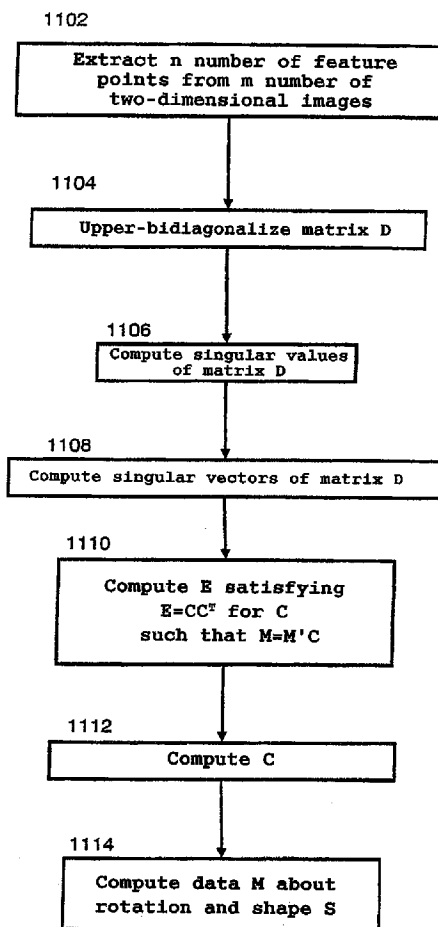 1102
Extract n number of feature
points from m number of
two-dimensional images
1104
Upper-bidiagonalize matrix D
1106
Compute singular values
of matrix D
1108
Compute singular vectors of matrix D
1110
Compute E satisfying
E=CCᵀ for C
such that M=M'C
1112
Compute C
1114
Compute data M about
rotation and shape S